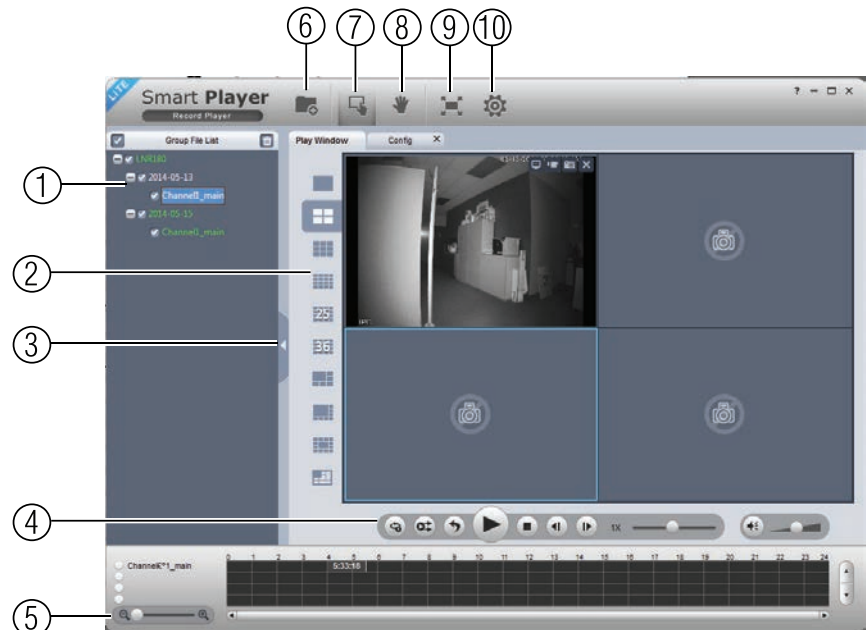 6 7 8 9 10
LITE
Smart Player
Record Player
?
Group File List
Play Window
Config
LNR180
1
2014-05-13
Channel1_main
2014-05-15
Channel1_main
2
25
3
36
4
1X
0 1 2 3 4 5 6 7 8 9 10 11 12 13 14 15 16 17 18 19 20 21 22 23 24
Channel<*1_main
5:33:18
5